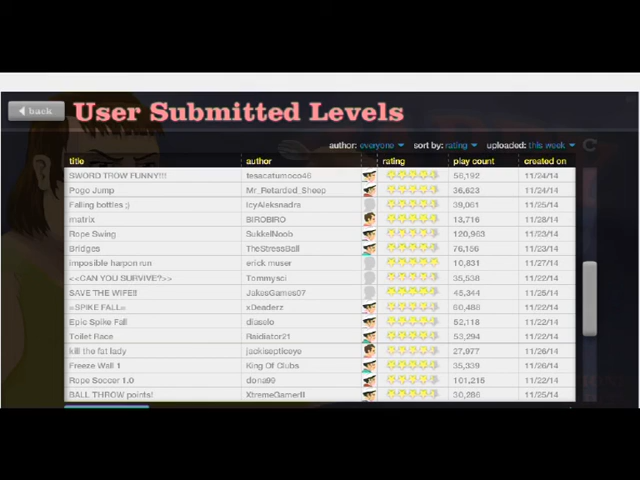 back
User Submitted Levels
author: everyone sort by: rating uploaded: this week
title author rating play count created on
SWORD TROW FUNNY!!! tesacatumoco46 56,192 11/24/14
Pogo Jump Mr_Retarded_Sheep 36,623 11/24/14
Falling bottles ;) IcyAleksnadra 39,061 11/25/14
matrix BIROBIRO 13,716 11/28/14
Rope Swing SukkelNoob 120,963 11/23/14
Bridges TheStressBall 76,156 11/23/14
imposible harpon run erick muser 10,831 11/27/14
<<CAN YOU SURVIVE?>> Tommysci 35,538 11/22/14
SAVE THE WIFE!! JakesGames07 45,344 11/25/14
=SPIKE FALL= xDeaderz 60,488 11/22/14
Epic Spike Fall diasolo 52,118 11/22/14
Toilet Race Raidiator21 53,294 11/22/14
kill the fat lady jackisepticeye 27,977 11/26/14
Freeze Wall 1 King Of Clubs 35,339 11/26/14
Rope Soccer 1.0 dona99 101,215 11/22/14
BALL THROW points! XtremeGamerII 30,286 11/25/14